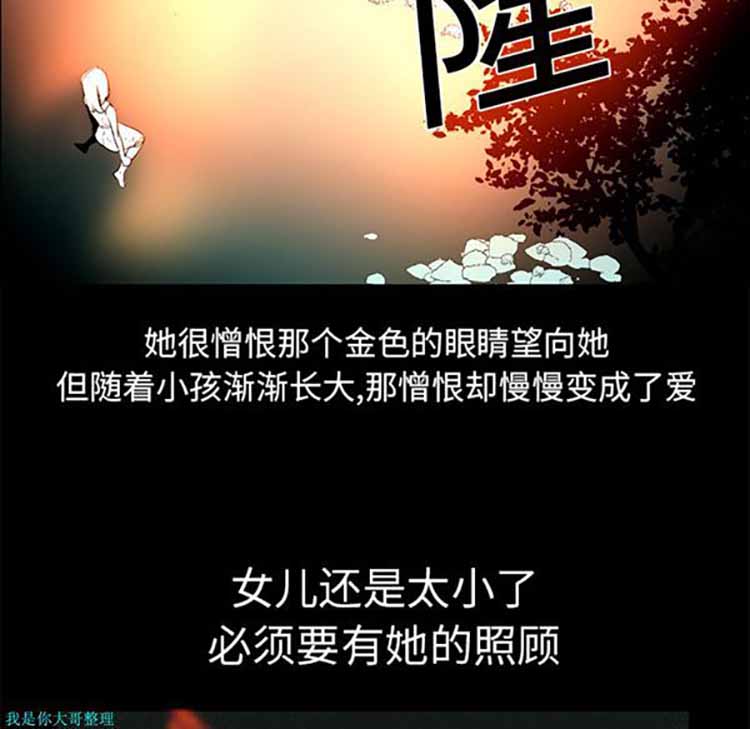 隆
她很憎恨那个金色的眼睛望向她
但随着小孩渐渐长大,那憎恨却慢慢变成了爱
女儿还是太小了
必须要有她的照顾
我是你大哥整理